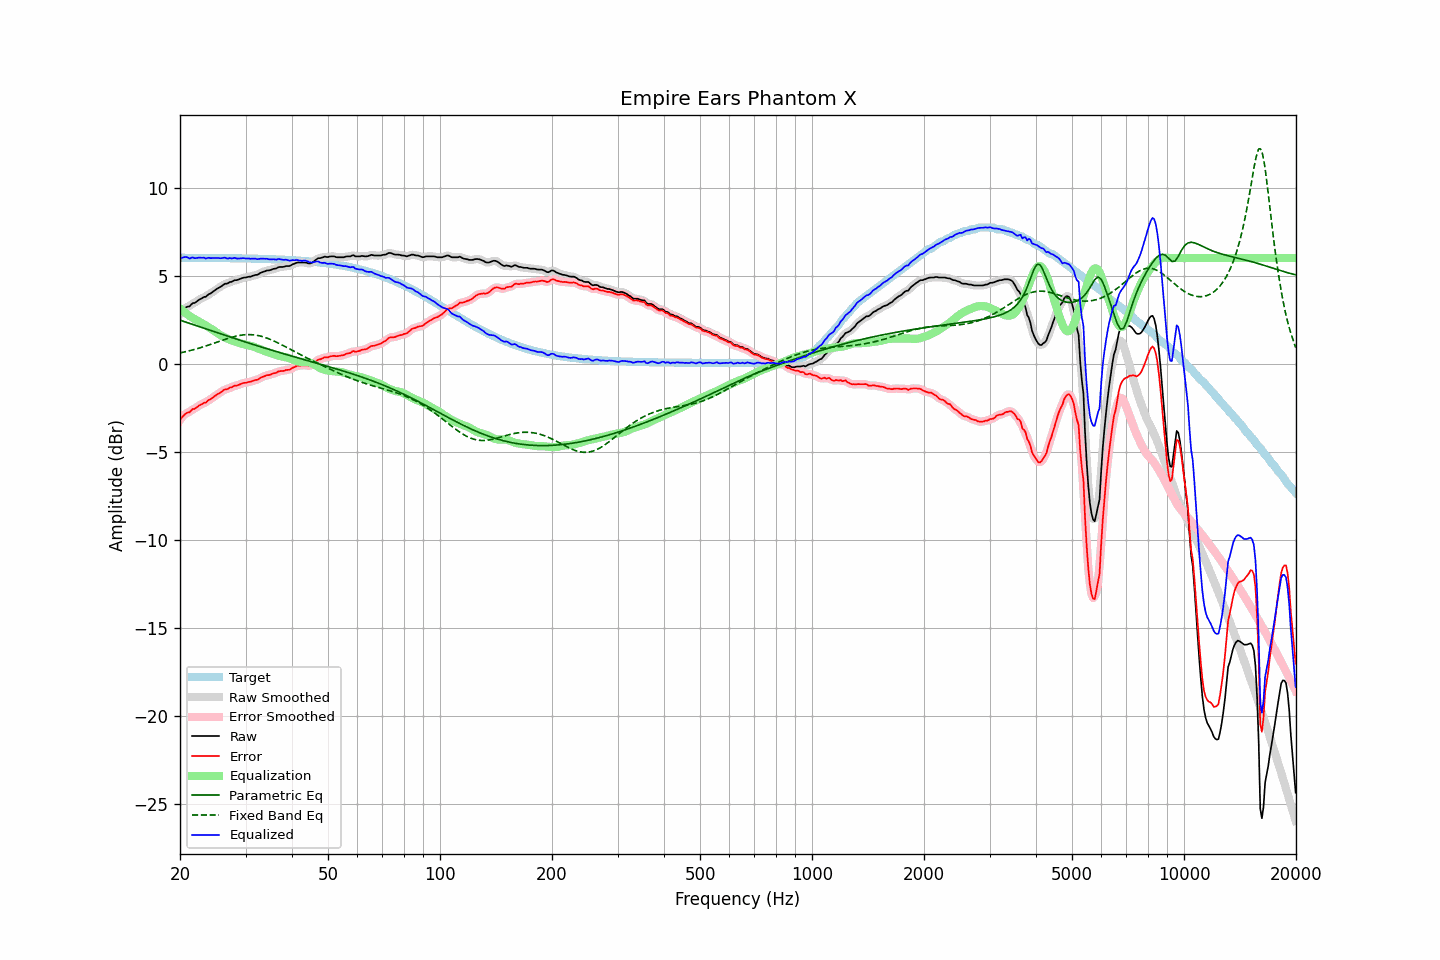 Empire Ears Phantom X
Amplitude (dBr)
10
5
0
−5
−10
−15
−20
−25
Target
Raw Smoothed
Error Smoothed
Raw
Error
Equalization
Parametric Eq
Fixed Band Eq
Equalized
20 50 100 200 500 1000 2000 5000 10000 20000
Frequency (Hz)